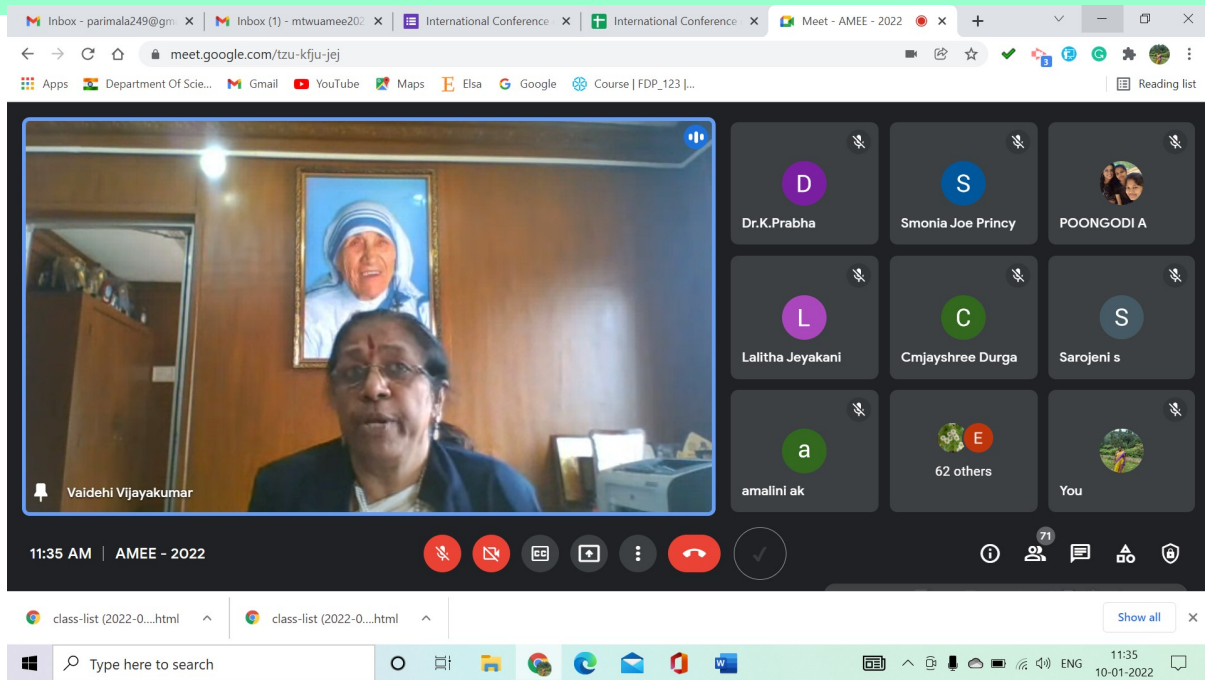 Inbox - parimala249@gm
Inbox (1) - mtwuamee202
International Conference
International Conference
Meet - AMEE - 2022
meet.google.com/tzu-kfju-jej
3
G
Apps
Department Of Scie...
Gmail
YouTube
Maps
E Elsa
G Google
Course | FDP_123 |...
Reading list
D
Dr.K.Prabha
S
Smonia Joe Princy
POONGODI A
L
Lalitha Jeyakani
C
Cmjayshree Durga
S
Sarojeni s
a
amalini ak
E
62 others
You
Vaidehi Vijayakumar
11:35 AM | AMEE - 2022
CC
71
class-list (2022-0....html
class-list (2022-0....html
Show all
Type here to search
W
ENG
11:35
10-01-2022